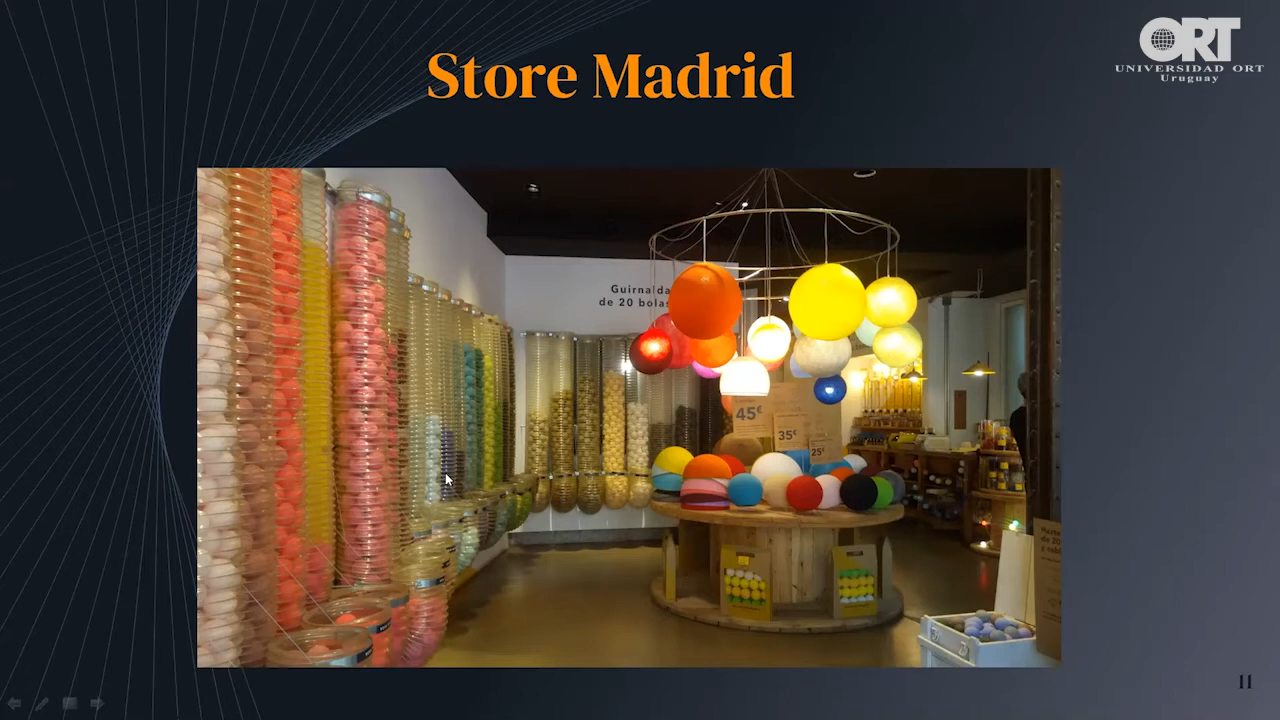 Store Madrid
ORT
UNIVERSIDAD ORT
Uruguay
Guirnalda
de 20 bolas
45€
35€
25€
11